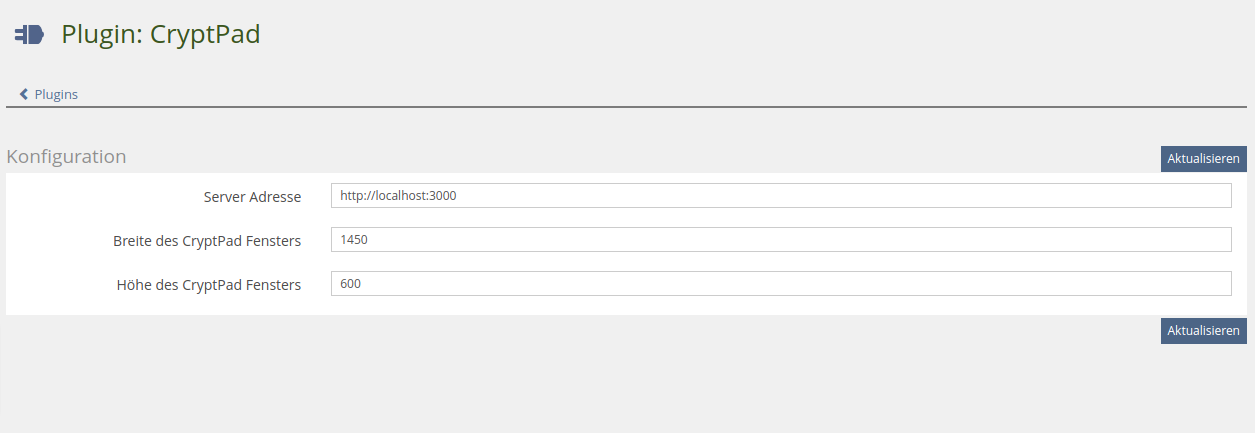 Plugin: CryptPad
Plugins
Konfiguration
Aktualisieren
Server Adresse http://localhost:3000
Breite des CryptPad Fensters 1450
Höhe des CryptPad Fensters 600
Aktualisieren